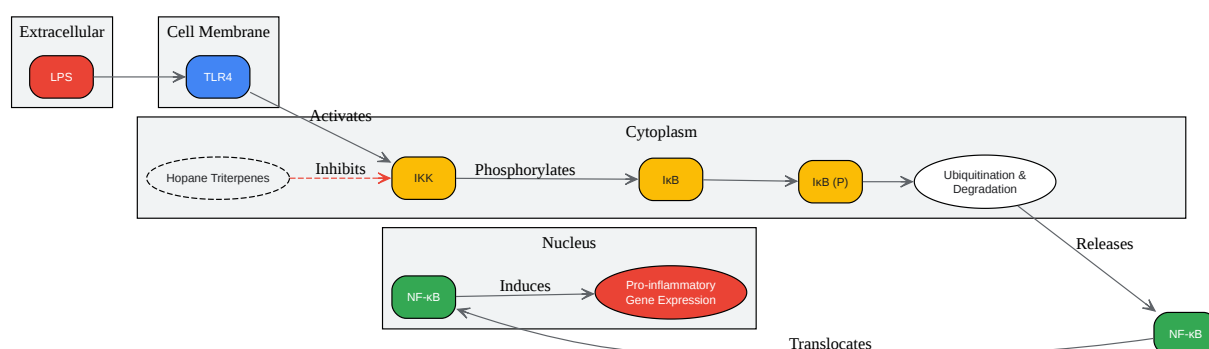 Extracellular
LPS
Cell Membrane
TLR4
Activates
Cytoplasm
Hopane Triterpenes
Inhibits
IKK
Phosphorylates
IκB
IκB (P)
Ubiquitination &
Degradation
Releases
Nucleus
NF-κB
Induces
Pro-inflammatory
Gene Expression
NF-κB
Translocates